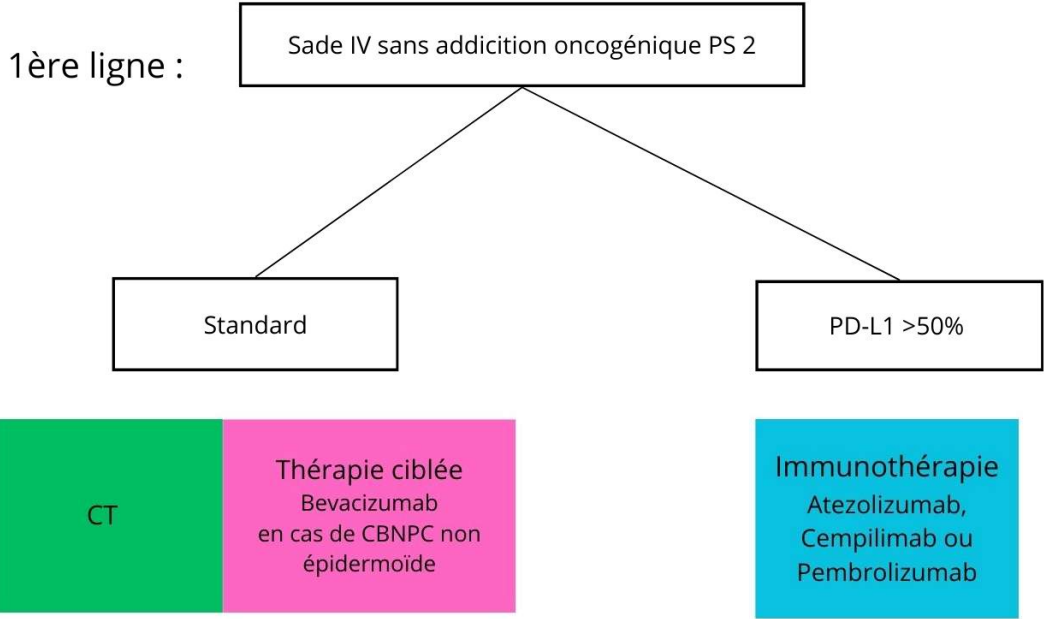 Sade IV sans addicition oncogénique PS 2
1ère ligne :
Standard
PD-L1 >50%
CT
Thérapie ciblée
Bevacizumab
en cas de CBNPC non
épidermoïde
Immunothérapie
Atezolizumab,
Cempilimab ou
Pembrolizumab